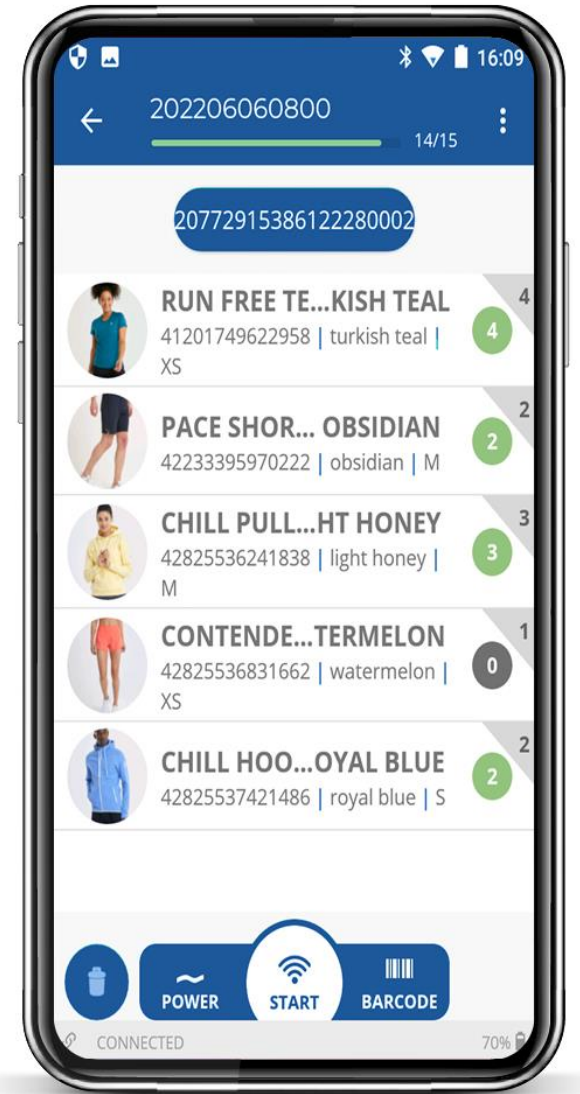 16:09
202206060800
14/15
20772915386122280002
RUN FREE TE...KISH TEAL
4
41201749622958 | turkish teal |
4
XS
PACE SHOR... OBSIDIAN
2
42233395970222 | obsidian | M
2
CHILL PULL...HT HONEY
3
42825536241838 | light honey |
3
M
CONTENDE...TERMELON
1
42825536831662 | watermelon |
0
XS
CHILL HOO...OYAL BLUE
2
42825537421486 | royal blue | S
2
POWER
START
BARCODE
CONNECTED
70%